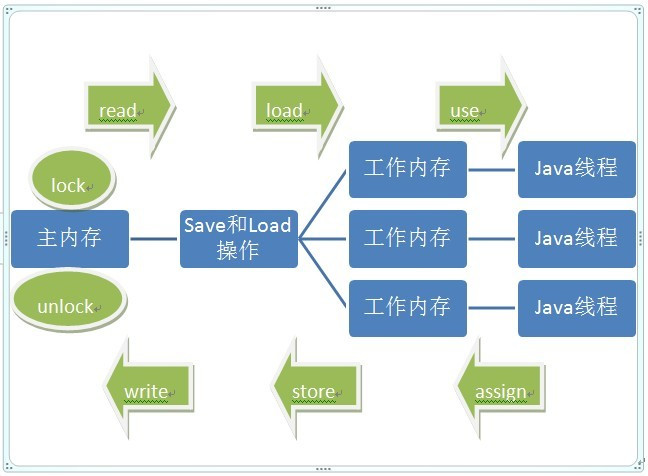 read
load
use
lock
工作内存
Java线程
主内存
Save和Load
操作
工作内存
Java线程
unlock
工作内存
Java线程
write
store
assign